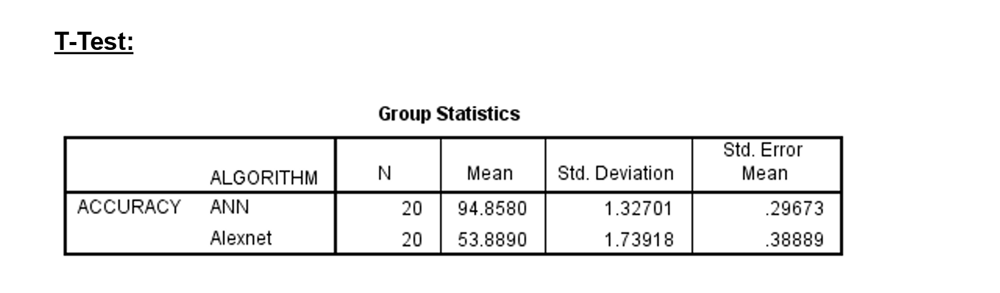 T-Test:
Group Statistics
ALGORITHM N Mean Std. Deviation Std. Error Mean
ACCURACY ANN 20 94.8580 1.32701 .29673
Alexnet 20 53.8890 1.73918 .38889